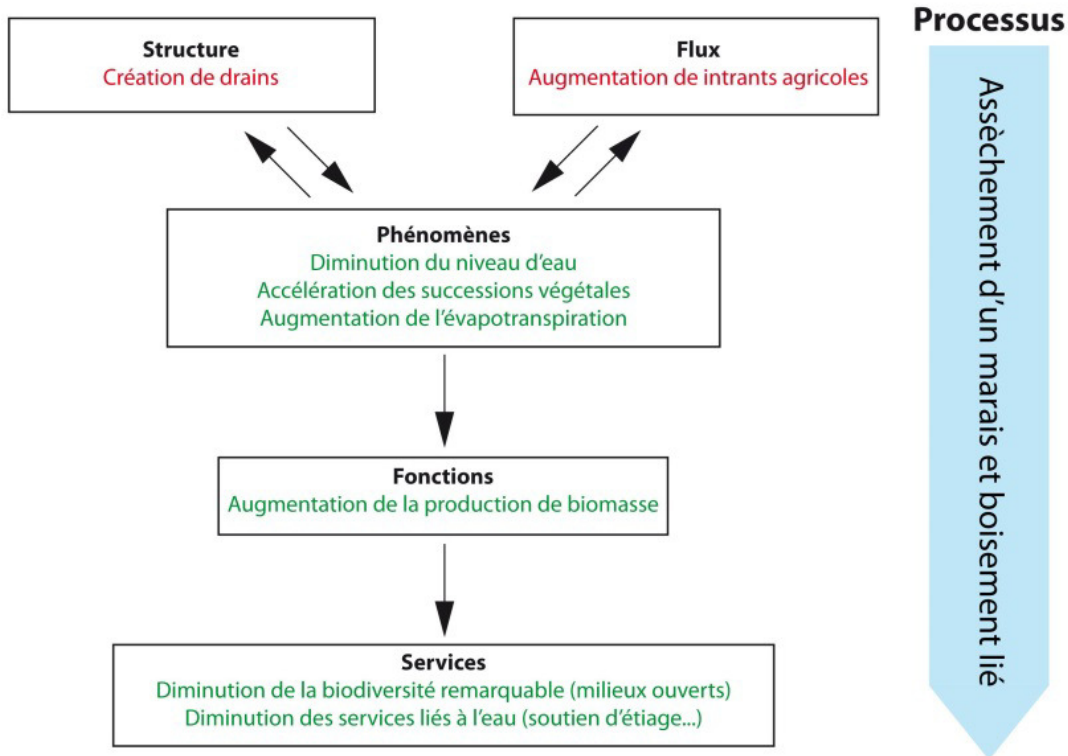 Processus
Structure
Création de drains
Flux
Augmentation de intrants agricoles
Phénomènes
Diminution du niveau d'eau
Accélération des successions végétales
Augmentation de l'évapotranspiration
Fonctions
Augmentation de la production de biomasse
Services
Diminution de la biodiversité remarquable (milieux ouverts)
Diminution des services liés à l'eau (soutien d'étiage...)
Assèchement d'un marais et boisement lié